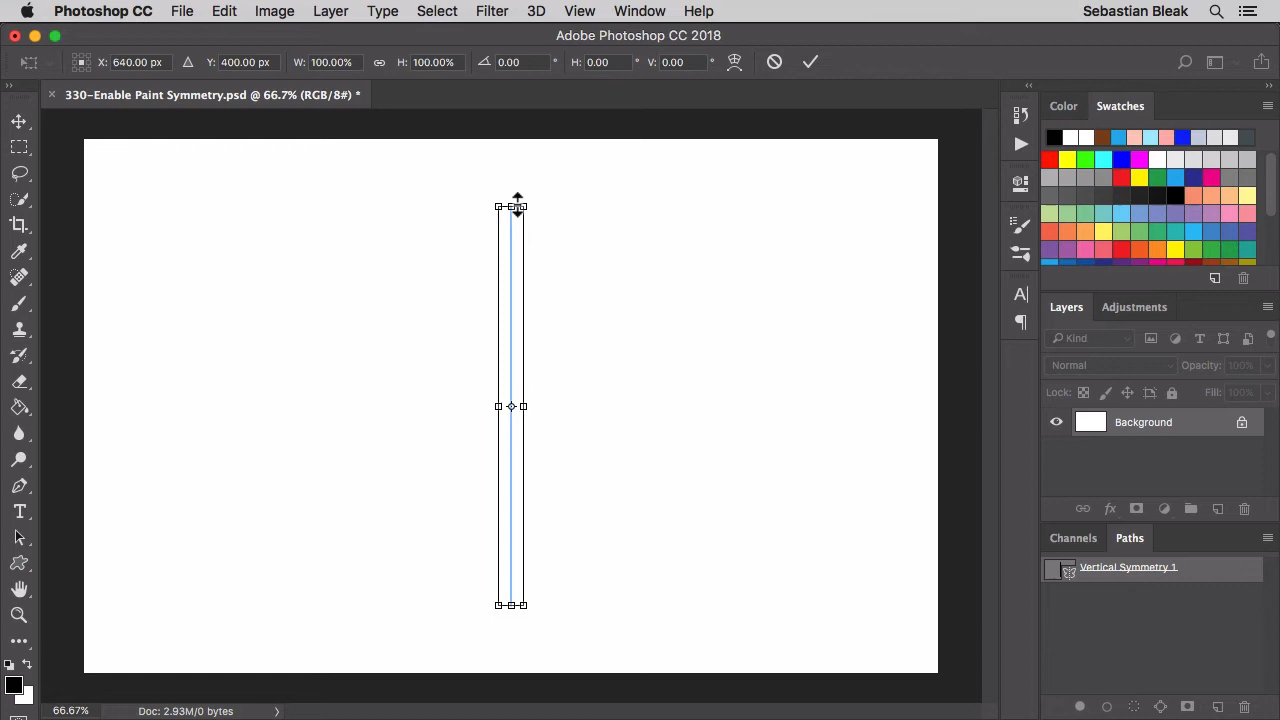 Photoshop CC File Edit Image Layer Type Select Filter 3D View Window Help Sebastian Bleak
Adobe Photoshop CC 2018
X: 640.00 px Y: 400.00 px W: 100.00% H: 100.00% 0.00 ° H: 0.00 ° V: 0.00 °
330-Enable Paint Symmetry.psd @ 66.7% (RGB/8#) *
Color Swatches
Layers Adjustments
Kind
Normal Opacity: 100%
Lock: Fill: 100%
Background
Channels Paths
Vertical Symmetry 1
66.67% Doc: 2.93M/0 bytes